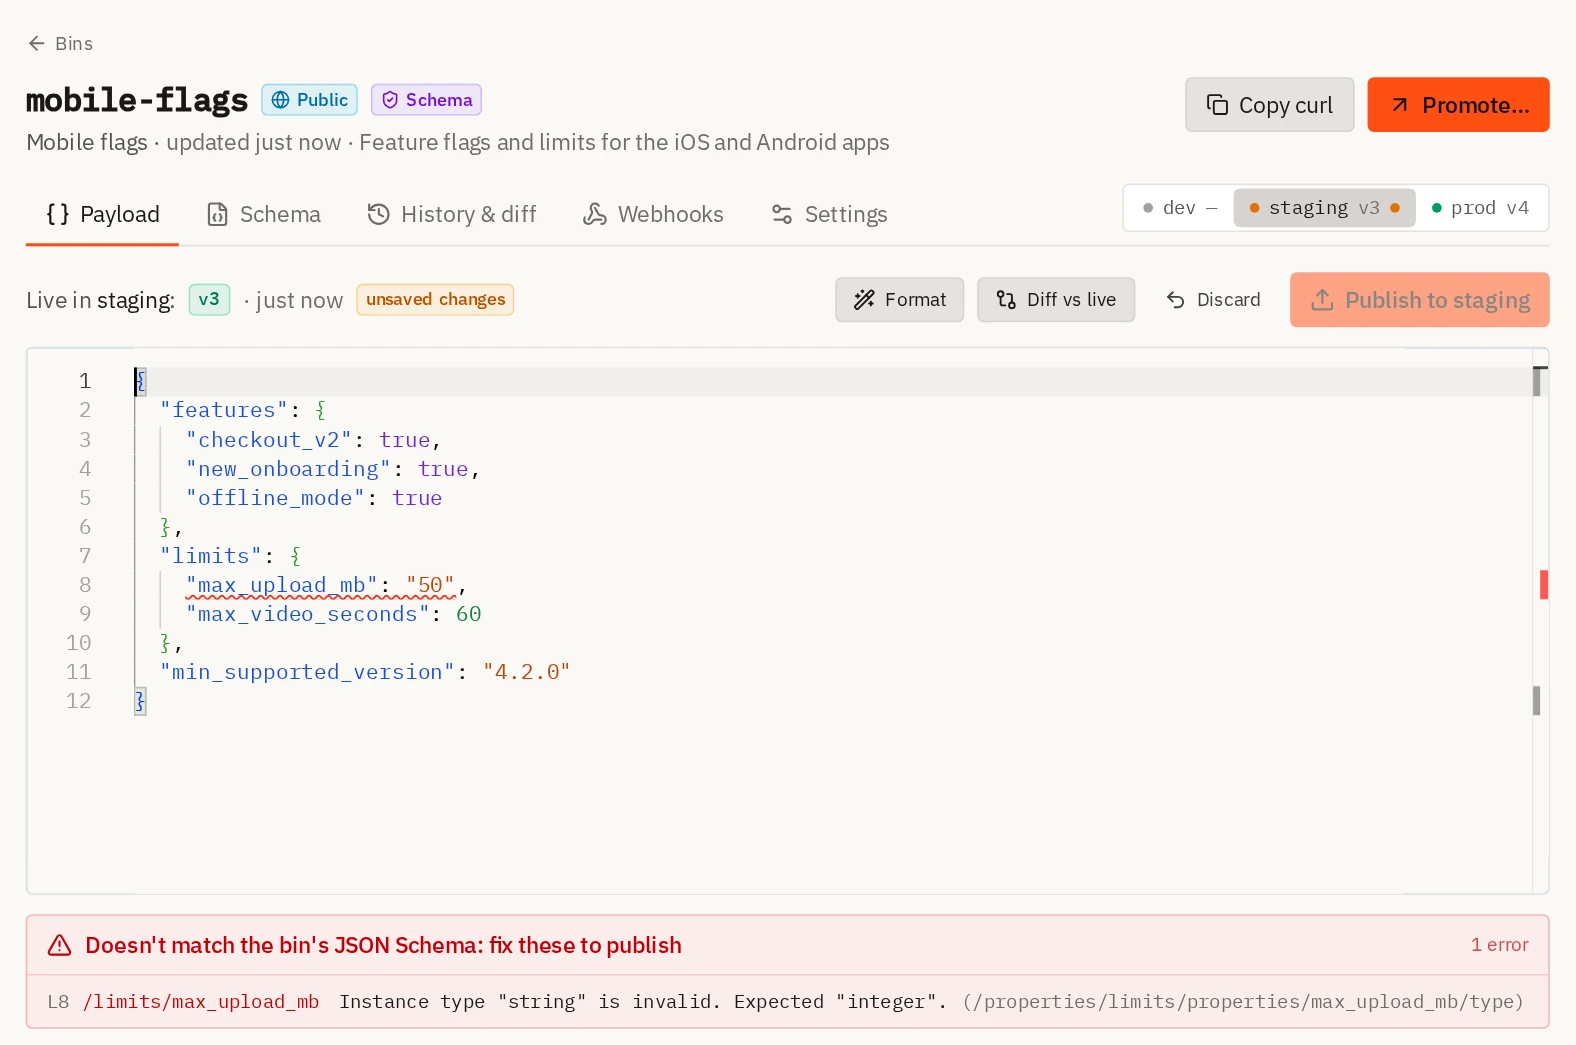 Bins
mobile-flags Public Schema
Copy curl Promote...
Mobile flags · updated just now · Feature flags and limits for the iOS and Android apps
{} Payload Schema History & diff Webhooks Settings
dev — staging v3 prod v4
Live in staging: v3 · just now unsaved changes
Format Diff vs live Discard Publish to staging
1 {
2 "features": {
3 "checkout_v2": true,
4 "new_onboarding": true,
5 "offline_mode": true
6 },
7 "limits": {
8 "max_upload_mb": "50",
9 "max_video_seconds": 60
10 },
11 "min_supported_version": "4.2.0"
12 }
Doesn't match the bin's JSON Schema: fix these to publish 1 error
L8 /limits/max_upload_mb Instance type "string" is invalid. Expected "integer". (/properties/limits/properties/max_upload_mb/type)